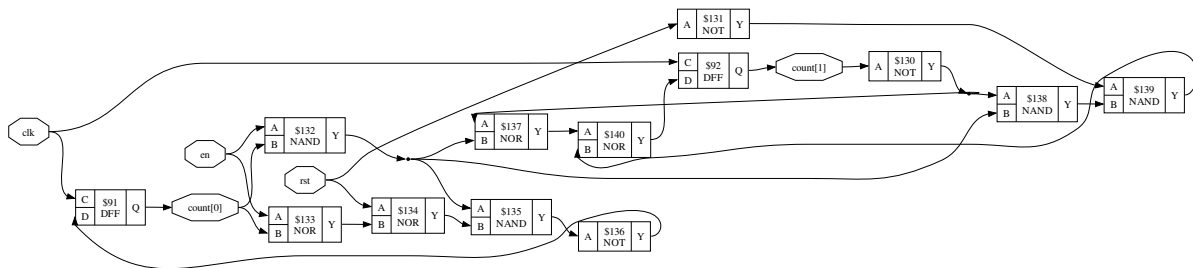 A $131 Y
NOT
C $92 Q
D DFF
count[1]
A $130 Y
NOT
A $139 Y
B NAND
A $138 Y
B NAND
clk
A $132 Y
B NAND
A $137 Y
B NOR
A $140 Y
B NOR
en
rst
C $91 Q
D DFF
count[0]
A $133 Y
B NOR
A $134 Y
B NOR
A $135 Y
B NAND
A $136 Y
NOT